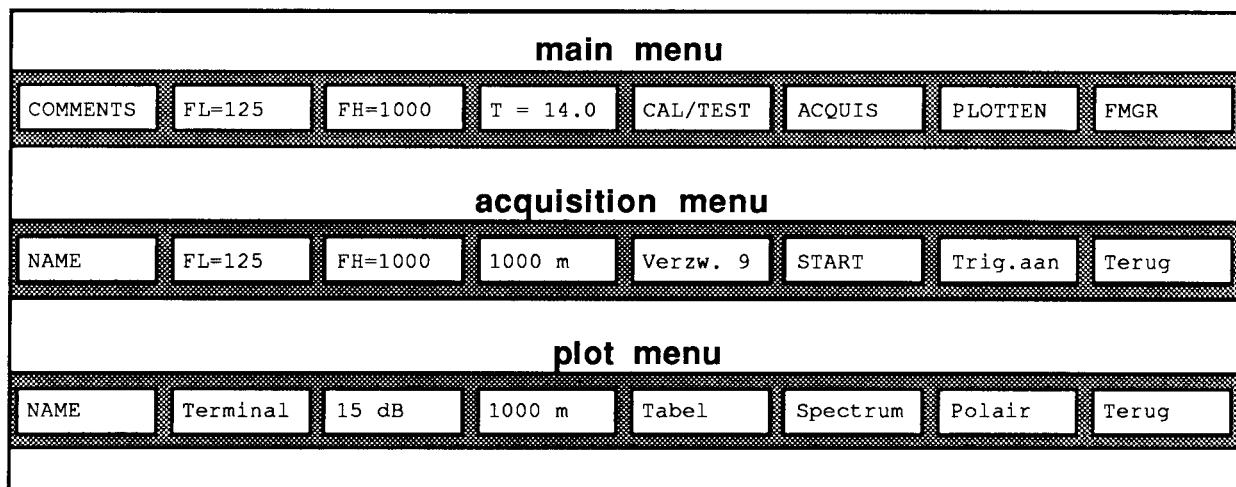 main menu
COMMENTS FL=125 FH=1000 T = 14.0 CAL/TEST ACQUIS PLOTTEN FMGR
acquisition menu
NAME FL=125 FH=1000 1000 m Verzw. 9 START Trig.aan Terug
plot menu
NAME Terminal 15 dB 1000 m Tabel Spectrum Polair Terug